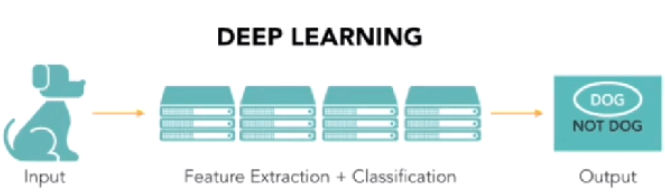 DEEP LEARNING
DOG
NOT DOG
Input
Feature Extraction + Classification
Output